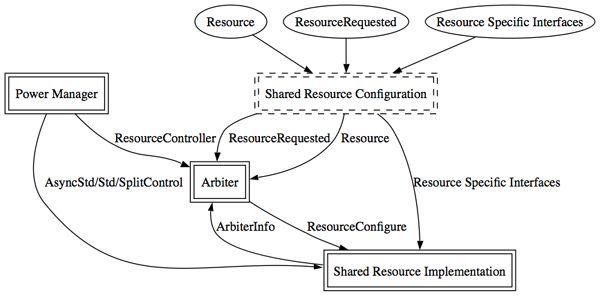 Resource
ResourceRequested
Resource Specific Interfaces
Power Manager
Shared Resource Configuration
ResourceController
ResourceRequested
Resource
AsyncStd/Std/SplitControl
Arbiter
Resource Specific Interfaces
ArbiterInfo
ResourceConfigure
Shared Resource Implementation